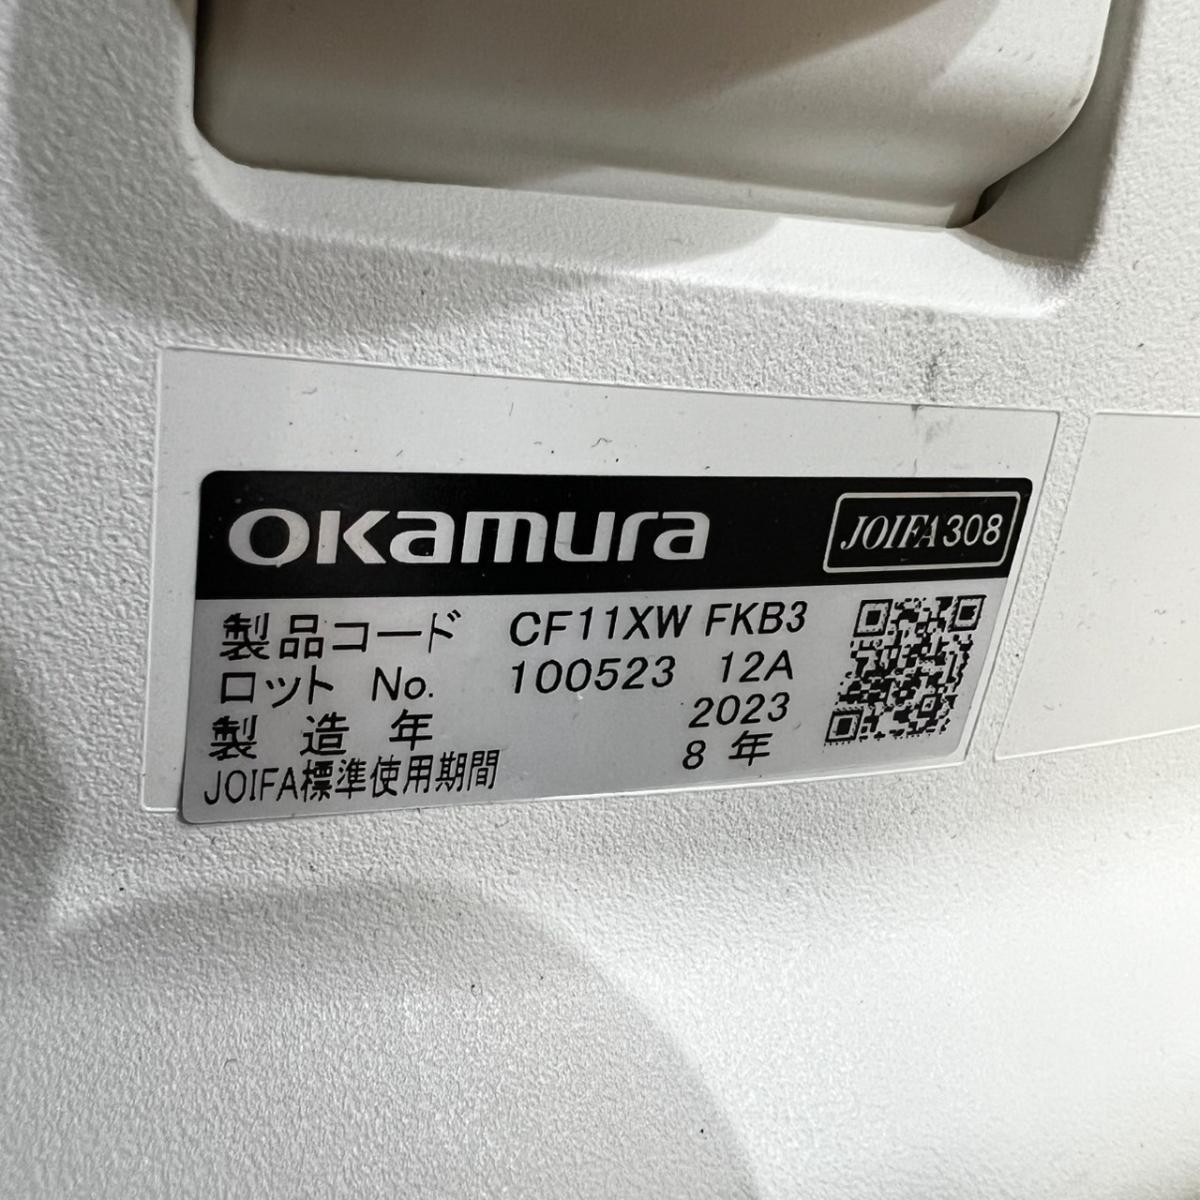 OKamura
JOIFA308
製品コード CF11XW FKB3
ロット No. 100523 12A
製造年 2023
JOIFA標準使用期間 8年